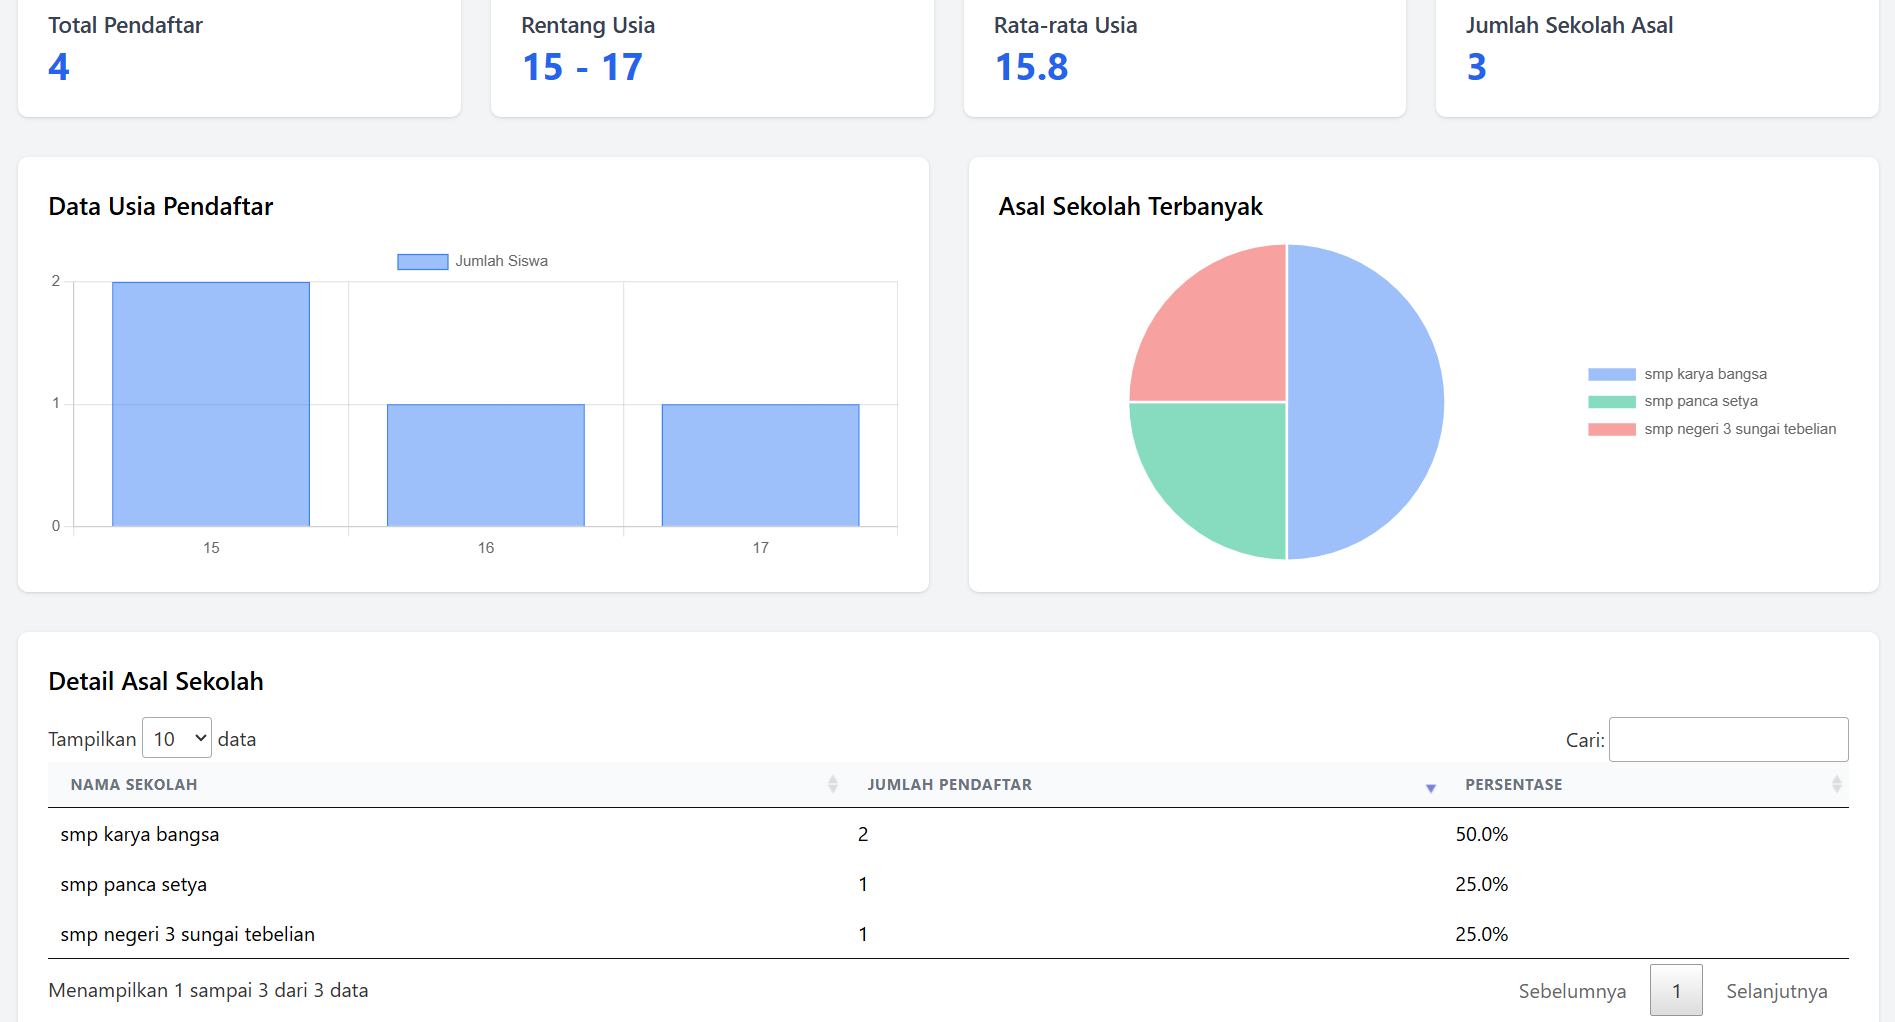 Total Pendaftar
4
Rentang Usia
15 - 17
Rata-rata Usia
15.8
Jumlah Sekolah Asal
3
Data Usia Pendaftar
Jumlah Siswa
2
1
0
15 16 17
Asal Sekolah Terbanyak
smp karya bangsa
smp panca setya
smp negeri 3 sungai tebelian
Detail Asal Sekolah
Tampilkan 10 data
Cari:
NAMA SEKOLAH JUMLAH PENDAFTAR PERSENTASE
smp karya bangsa 2 50.0%
smp panca setya 1 25.0%
smp negeri 3 sungai tebelian 1 25.0%
Menampilkan 1 sampai 3 dari 3 data
Sebelumnya 1 Selanjutnya